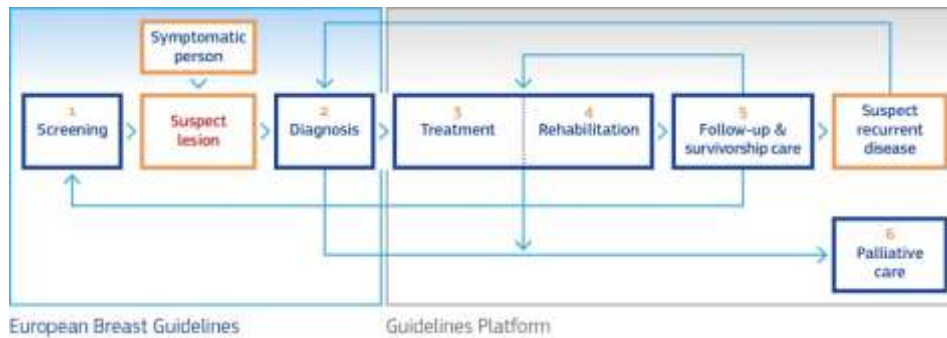 Symptomatic
person
1
Screening
Suspect
lesion
2
Diagnosis
3
Treatment
4
Rehabilitation
5
Follow-up &
survivorship care
Suspect
recurrent
disease
6
Palliative
care
European Breast Guidelines
Guidelines Platform